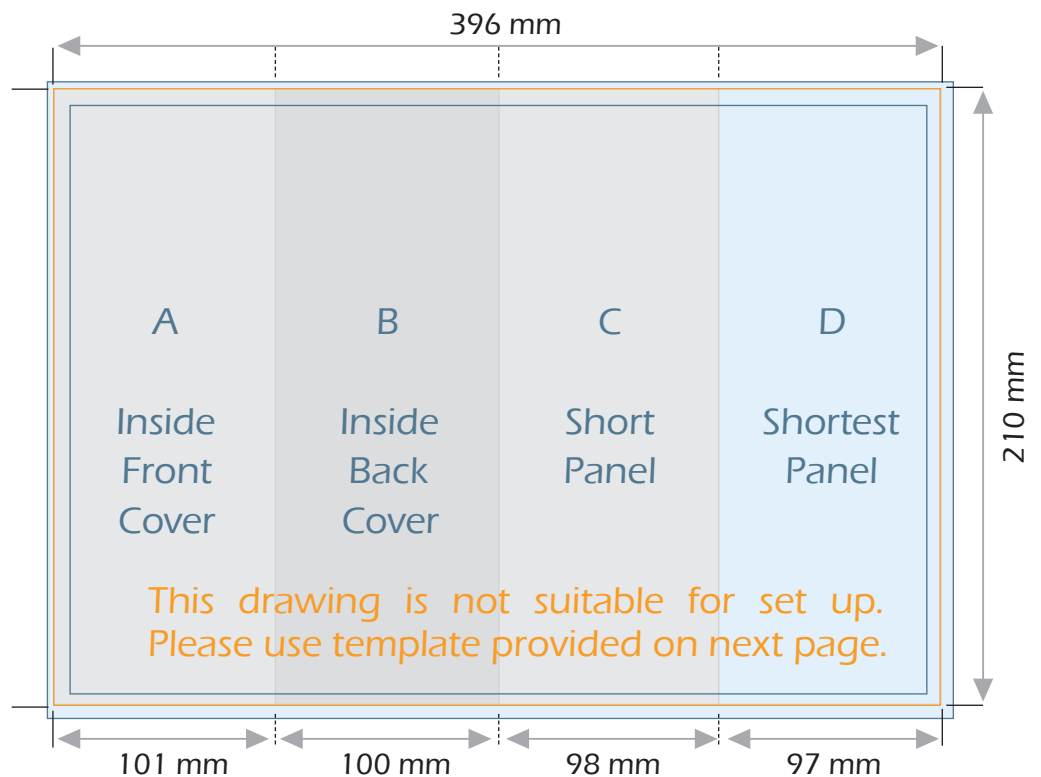 396 mm
A
B
C
D
Inside
Front
Cover
Inside
Back
Cover
Short
Panel
Shortest
Panel
210 mm
This drawing is not suitable for set up.
Please use template provided on next page.
101 mm
100 mm
98 mm
97 mm